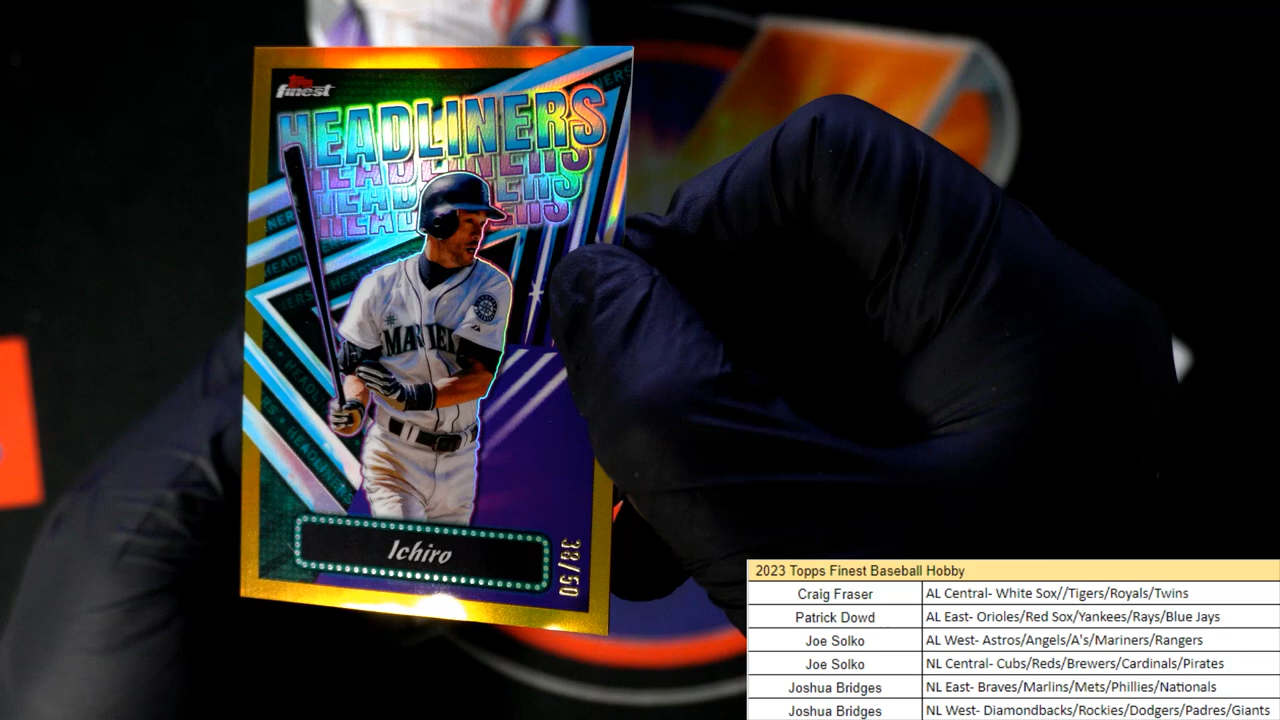 Topps
finest
HEADLINERS
HEADLINERS
HEADLINERS
HEADLINERS
MARINERS
Ichiro
38/50
2023 Topps Finest Baseball Hobby
Craig Fraser AL Central- White Sox//Tigers/Royals/Twins
Patrick Dowd AL East- Orioles/Red Sox/Yankees/Rays/Blue Jays
Joe Solko AL West- Astros/Angels/A's/Mariners/Rangers
Joe Solko NL Central- Cubs/Reds/Brewers/Cardinals/Pirates
Joshua Bridges NL East- Braves/Marlins/Mets/Phillies/Nationals
Joshua Bridges NL West- Diamondbacks/Rockies/Dodgers/Padres/Giants